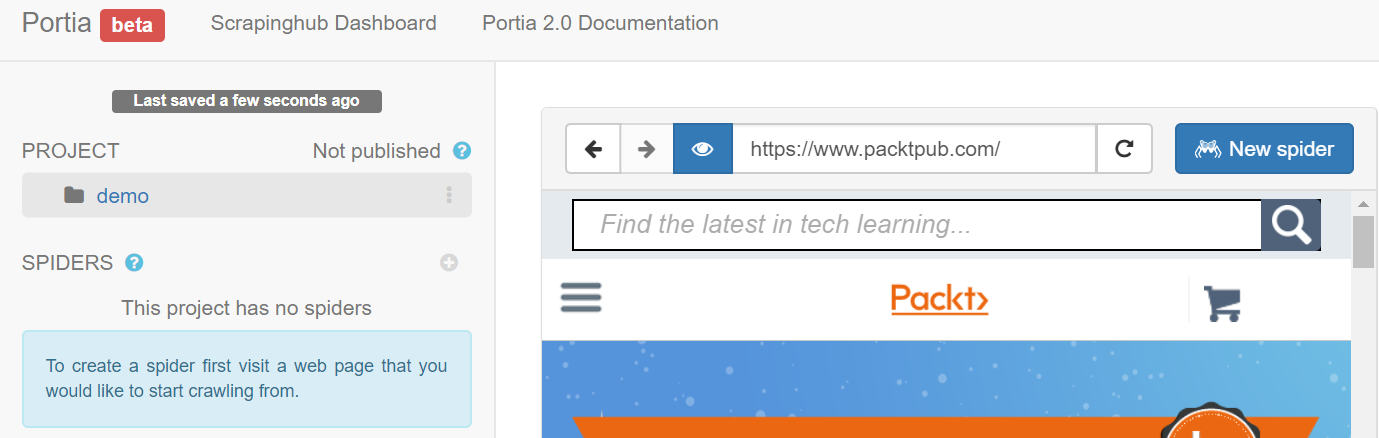 Portia beta Scrapinghub Dashboard Portia 2.0 Documentation
Last saved a few seconds ago
PROJECT Not published ?
demo
SPIDERS ?
This project has no spiders
To create a spider first visit a web page that you
would like to start crawling from.
https://www.packtpub.com/ New spider
Find the latest in tech learning...
Packt>